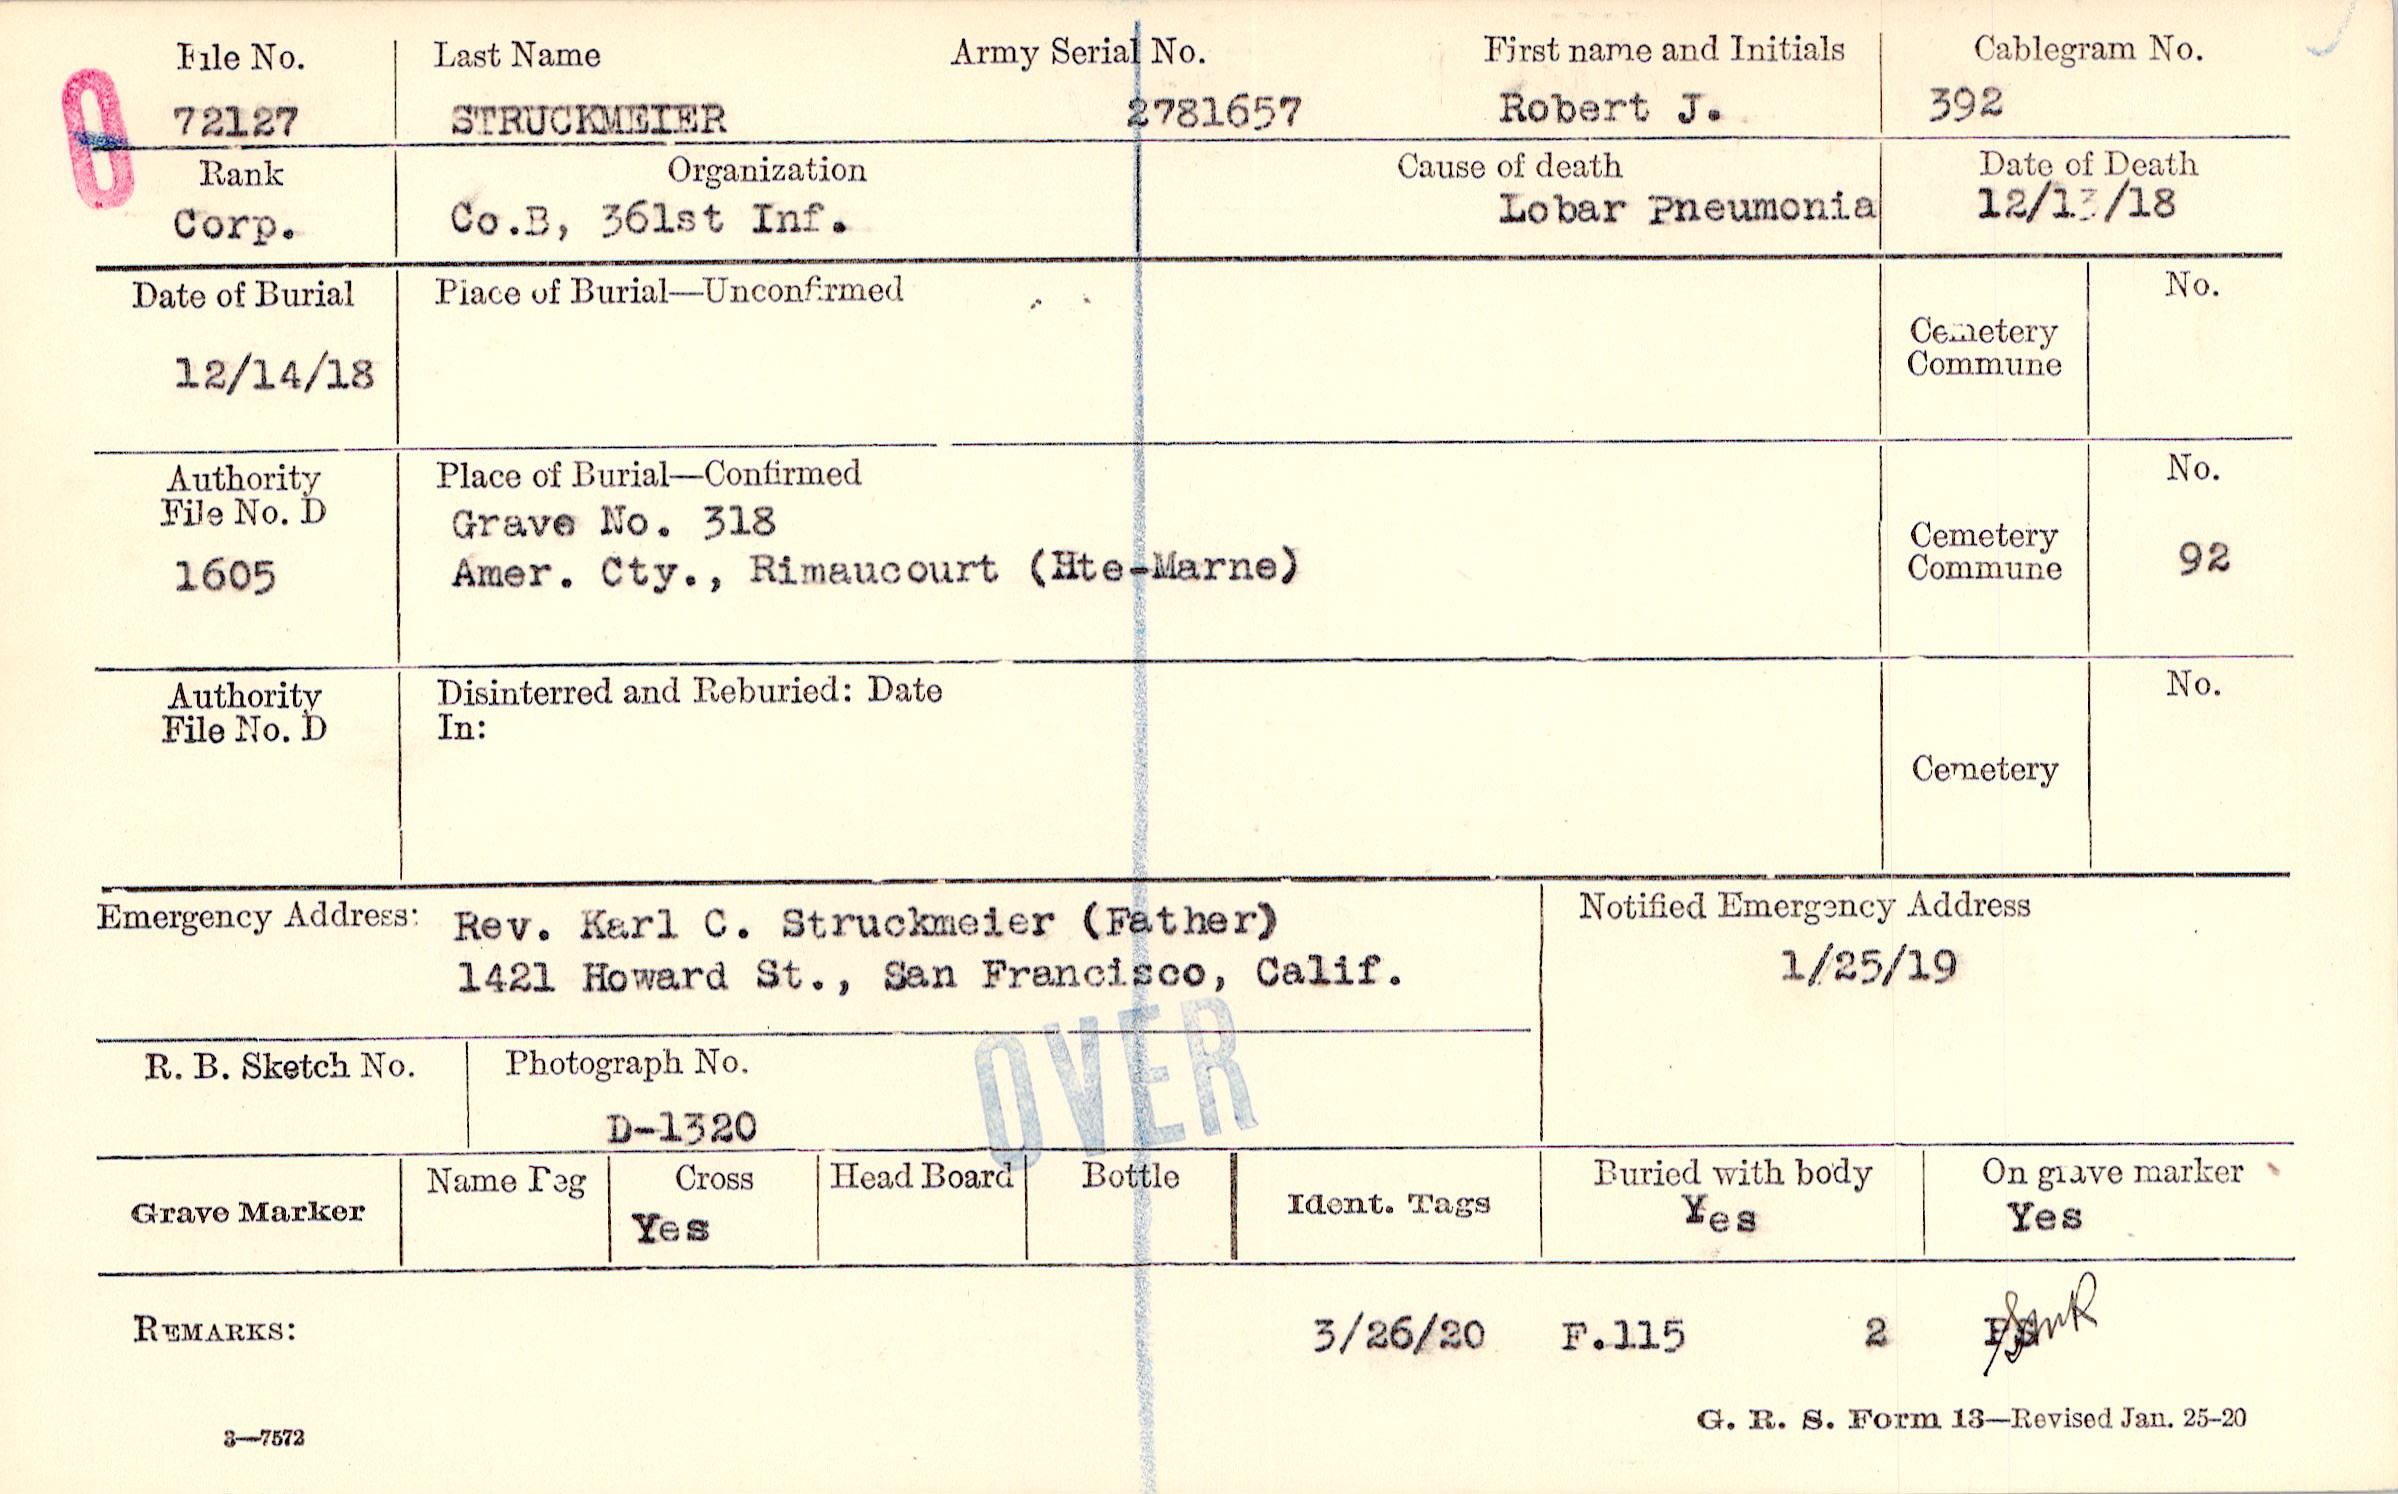 File No. Last Name Army Serial No. First name and Initials Cablegram No.
72127 STRUCKMEIER 2781657 Robert J. 392
Rank Organization Cause of death Date of Death
Corp. Co.B, 361st Inf. Lobar Pneumonia 12/13/18
Date of Burial Place of Burial—Unconfirmed No.
Cemetery
Commune
12/14/18
Authority Place of Burial—Confirmed No.
File No. D
Grave No. 318
Cemetery
Commune
1605 Amer. Cty., Rimaucourt (Hte-Marne) 92
Authority Disinterred and Reburied: Date No.
File No. D In:
Cemetery
Emergency Address: Rev. Karl C. Struckmeier (Father) Notified Emergency Address
1421 Howard St., San Francisco, Calif. 1/25/19
OVER
R. B. Sketch No. Photograph No.
D-1320
Grave Marker Name Peg Cross Head Board Bottle Ident. Tags Buried with body On grave marker
Yes Yes Yes
REMARKS: 3/26/20 F.115 2
G. R. S. Form 13—Revised Jan. 25-20
3—7572